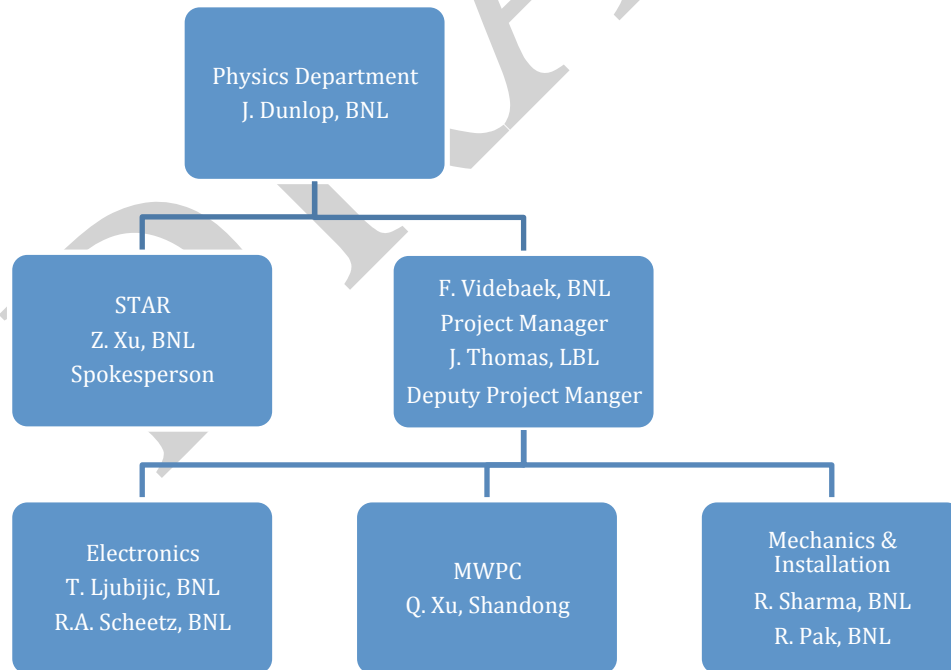 Physics Department
J. Dunlop, BNL
STAR
Z. Xu, BNL
Spokesperson
F. Videbaek, BNL
Project Manager
J. Thomas, LBL
Deputy Project Manger
Electronics
T. Ljubijic, BNL
R.A. Scheetz, BNL
MWPC
Q. Xu, Shandong
Mechanics &
Installation
R. Sharma, BNL
R. Pak, BNL